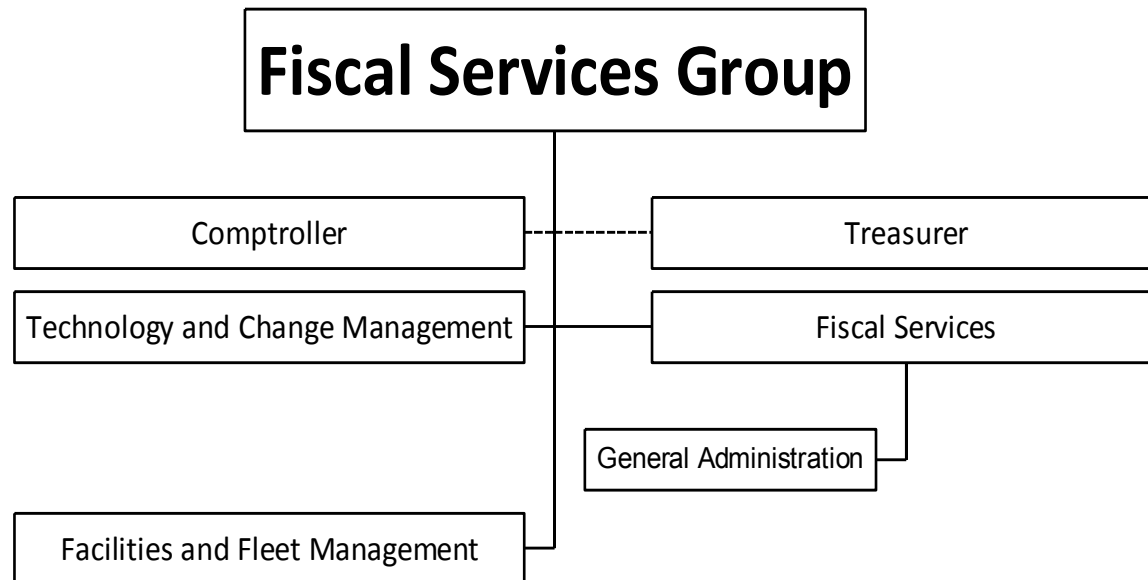 Fiscal Services Group
Comptroller
Treasurer
Technology and Change Management
Fiscal Services
General Administration
Facilities and Fleet Management